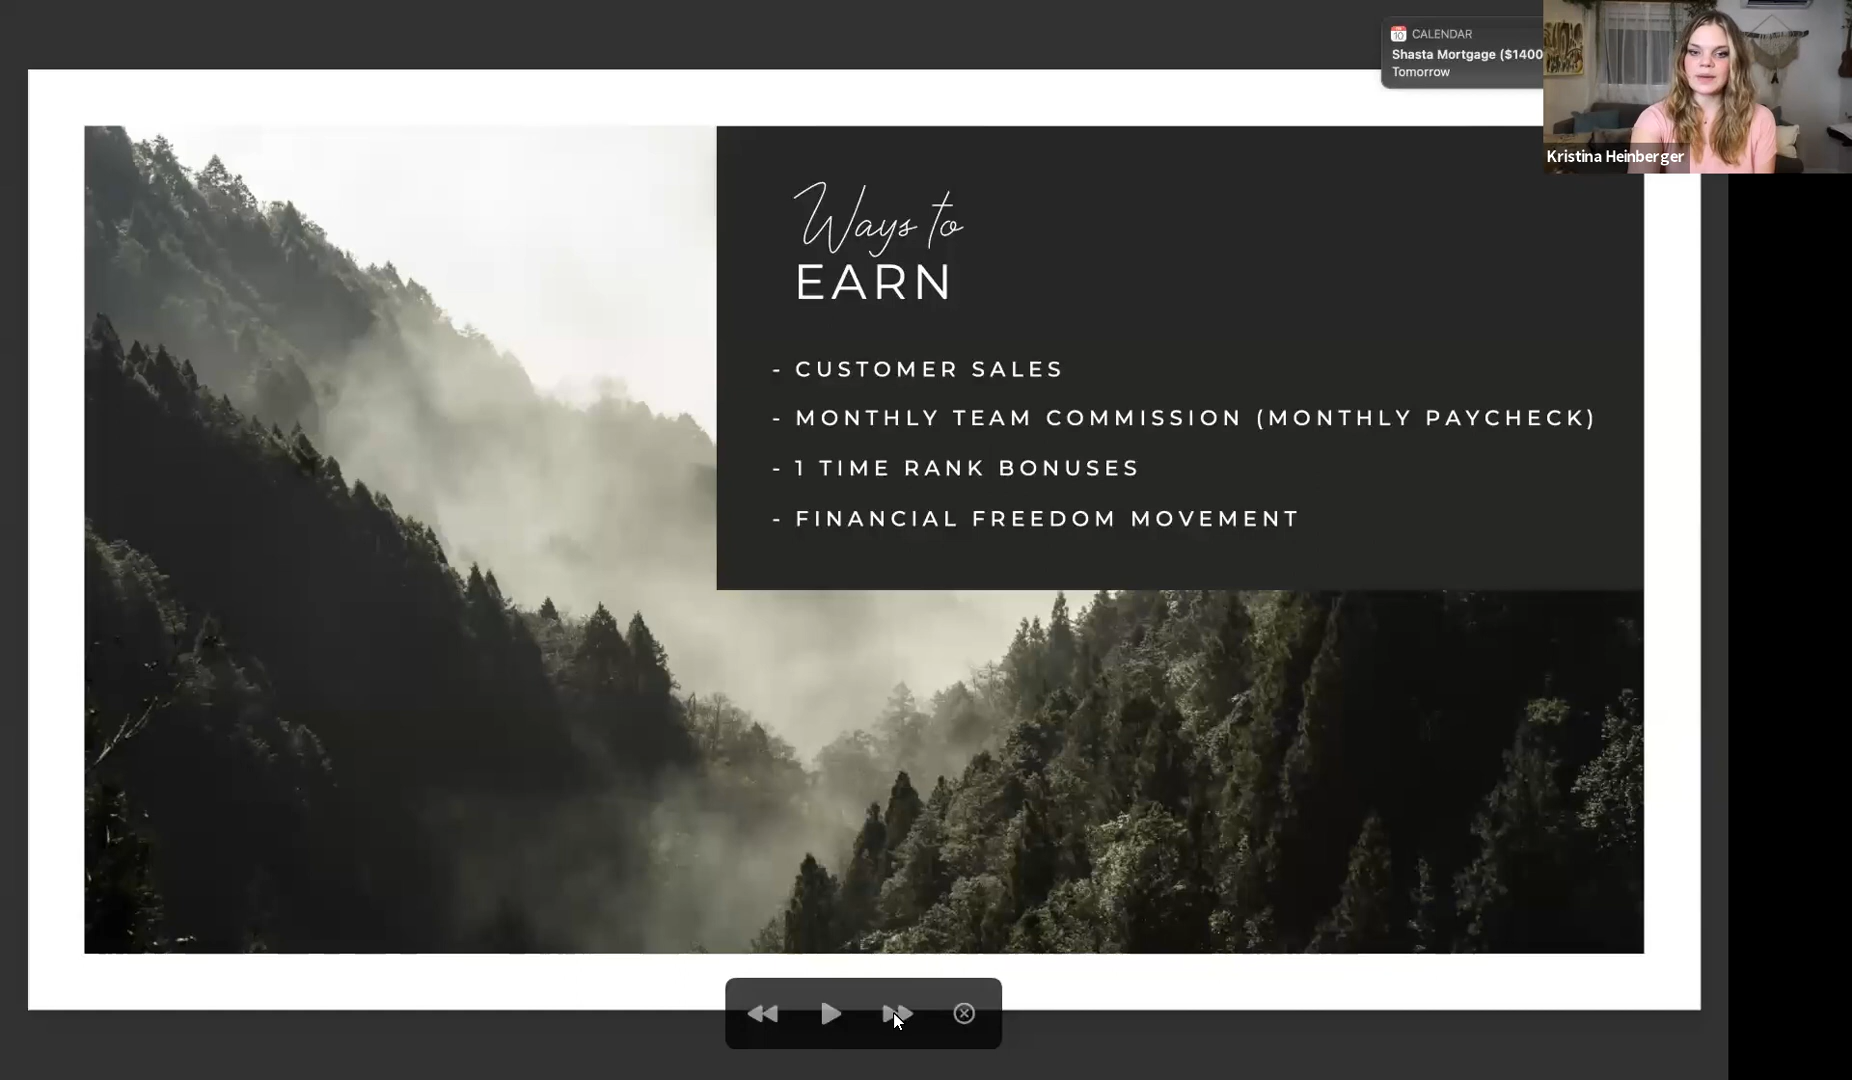 CALENDAR
Shasta Mortgage ($1400
Tomorrow
Kristina Heinberger
Ways to
EARN
- CUSTOMER SALES
- MONTHLY TEAM COMMISSION (MONTHLY PAYCHECK)
- 1 TIME RANK BONUSES
- FINANCIAL FREEDOM MOVEMENT